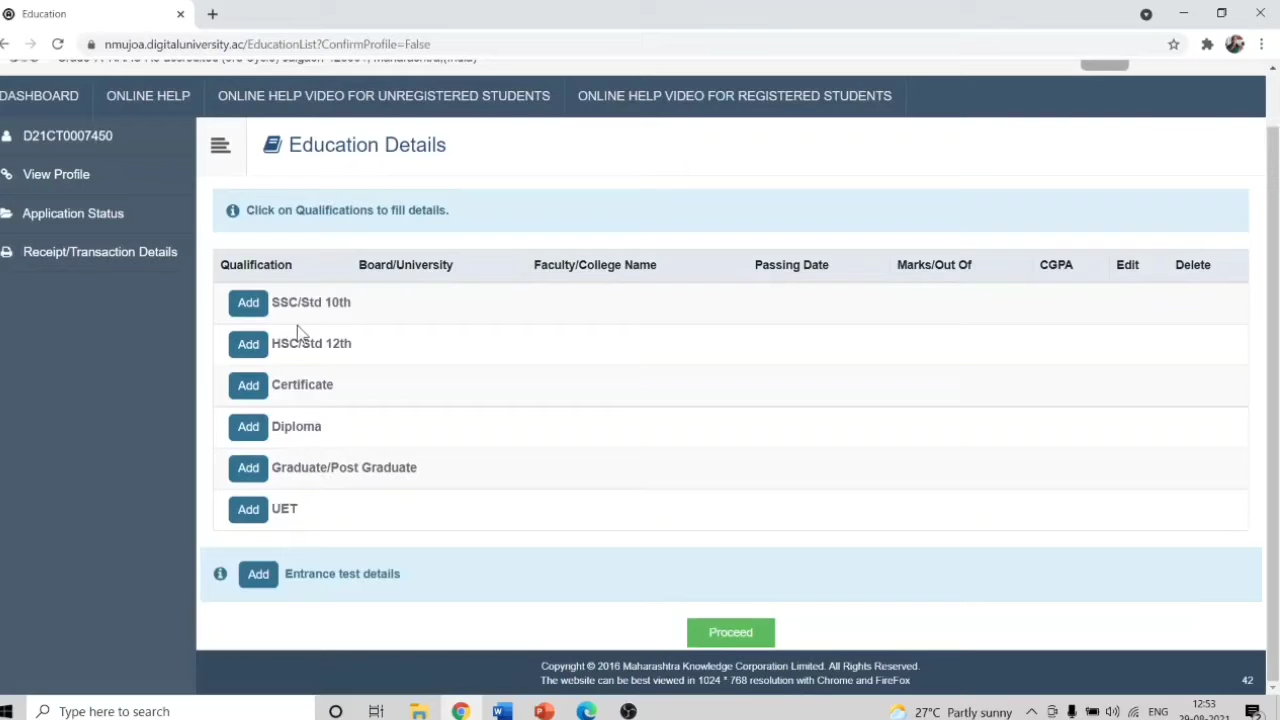 Education
nmujoa.digitaluniversity.ac/EducationList?ConfirmProfile=False
DASHBOARD
ONLINE HELP
ONLINE HELP VIDEO FOR UNREGISTERED STUDENTS
ONLINE HELP VIDEO FOR REGISTERED STUDENTS
D21CT0007450
View Profile
Application Status
Receipt/Transaction Details
Education Details
Click on Qualifications to fill details.
Qualification Board/University Faculty/College Name Passing Date Marks/Out Of CGPA Edit Delete
Add SSC/Std 10th
Add HSC/Std 12th
Add Certificate
Add Diploma
Add Graduate/Post Graduate
Add UET
Add Entrance test details
Proceed
Copyright © 2016 Maharashtra Knowledge Corporation Limited. All Rights Reserved.
The website can be best viewed in 1024 * 768 resolution with Chrome and FireFox
42
Type here to search
27°C Partly sunny
ENG
12:53
29-08-2021